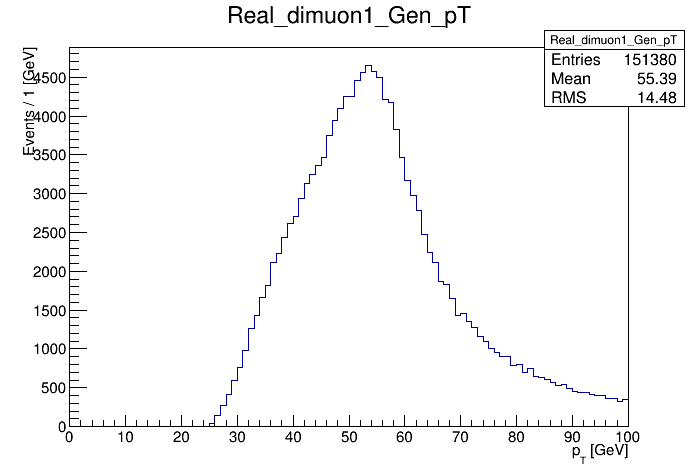 Real_dimuon1_Gen_pT
Real_dimuon1_Gen_pT
Entries 151380
Mean 55.39
RMS 14.48
Events / 1 [GeV]
4500
4000
3500
3000
2500
2000
1500
1000
500
0
0 10 20 30 40 50 60 70 80 90 100
p_T [GeV]